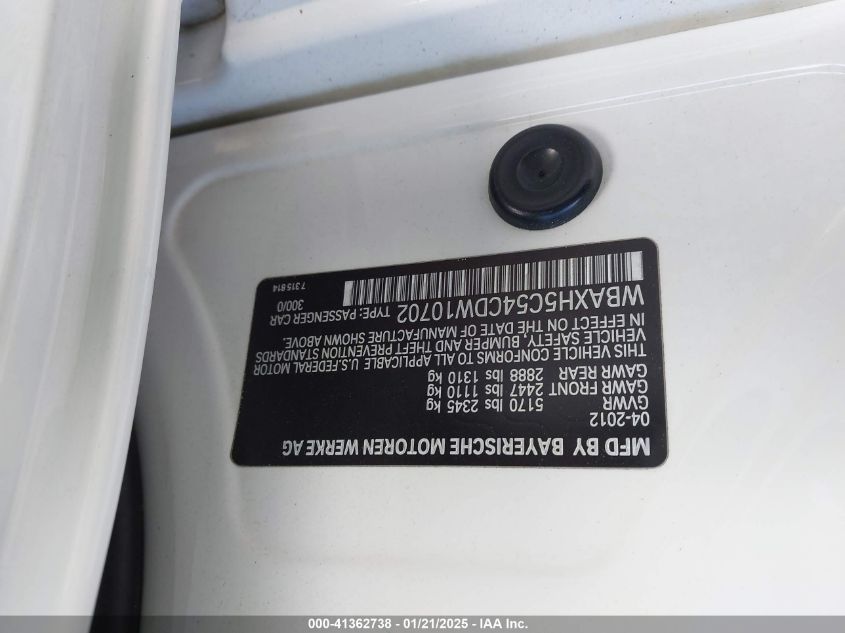 MFD BY BAYERISCHE MOTOREN WERKE AG
04-2012
GVWR 5170 lbs 2345 kg
GAWR FRONT 2447 lbs 1110 kg
GAWR REAR 2888 lbs 1310 kg
THIS VEHICLE CONFORMS TO ALL APPLICABLE U.S.FEDERAL MOTOR
VEHICLE SAFETY, BUMPER AND THEFT PREVENTION STANDARDS
IN EFFECT ON THE DATE OF MANUFACTURE SHOWN ABOVE.
WBAXH5C54CDW10702 TYPE: PASSENGER CAR 300/0
7315814
000-41362738 - 01/21/2025 - IAA Inc.